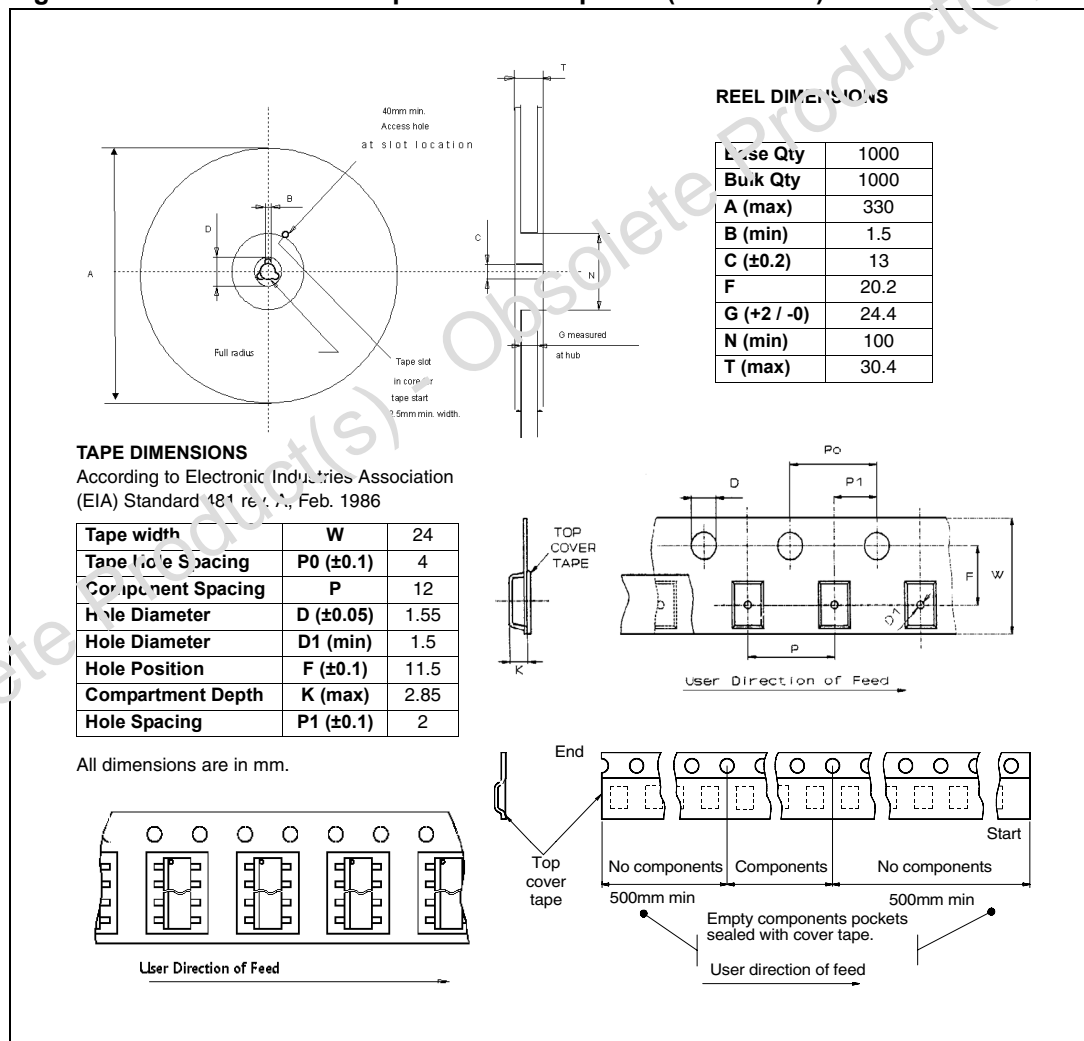 T
40mm min.
Access hole
at slot location
B
D
A
C
N
Full radius
Tape slot
in core for
tape start
2.5mm min. width.
G measured
at hub
REEL DIMENSIONS
Base Qty 1000
Bulk Qty 1000
A (max) 330
B (min) 1.5
C (±0.2) 13
F 20.2
G (+2 / -0) 24.4
N (min) 100
T (max) 30.4
TAPE DIMENSIONS
According to Electronic Industries Association
(EIA) Standard 481 rev. A, Feb. 1986
Tape width W 24
Tape Hole Spacing P0 (±0.1) 4
Component Spacing P 12
Hole Diameter D (±0.05) 1.55
Hole Diameter D1 (min) 1.5
Hole Position F (±0.1) 11.5
Compartment Depth K (max) 2.85
Hole Spacing P1 (±0.1) 2
All dimensions are in mm.
TOP
COVER
TAPE
K
Po
D
P1
F
W
D1
P
User Direction of Feed
End
Start
Top
cover
tape
No components
Components
No components
500mm min
500mm min
Empty components pockets
sealed with cover tape.
User direction of feed
User Direction of Feed
Product(s) - Obsolete Product(s)